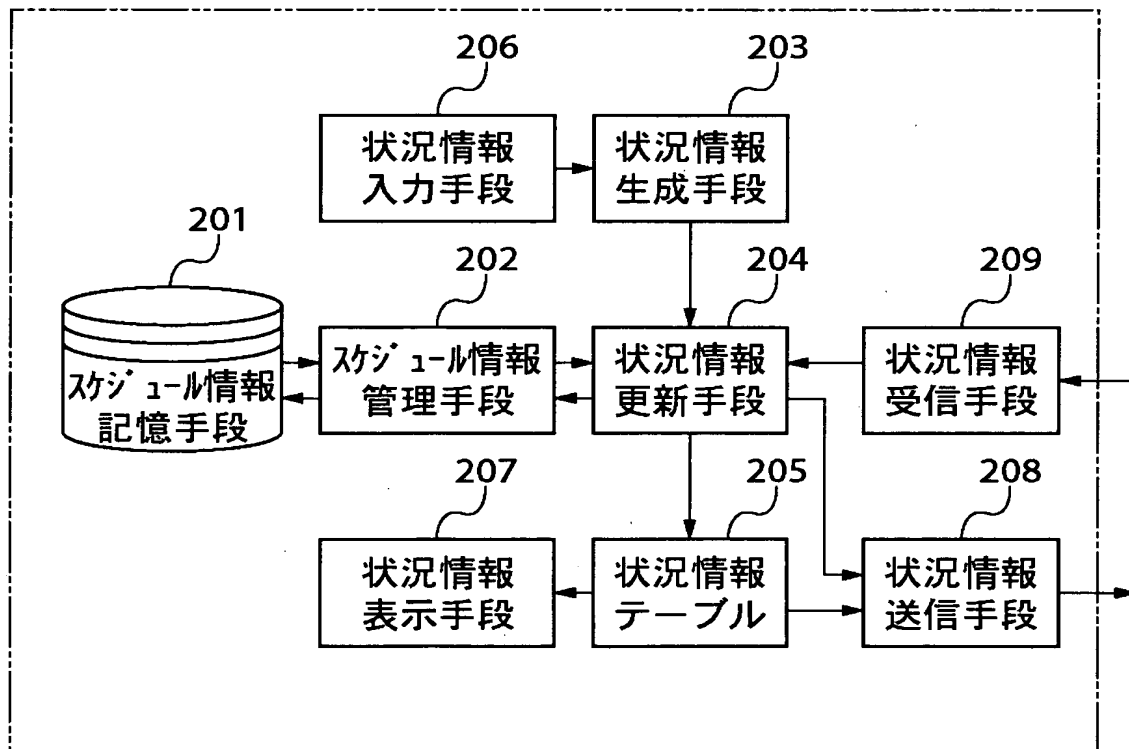 206
203
状況情報
入力手段
状況情報
生成手段
201
202
204
209
スケジュール情報
記憶手段
スケジュール情報
管理手段
状況情報
更新手段
状況情報
受信手段
207
205
208
状況情報
表示手段
状況情報
テーブル
状況情報
送信手段